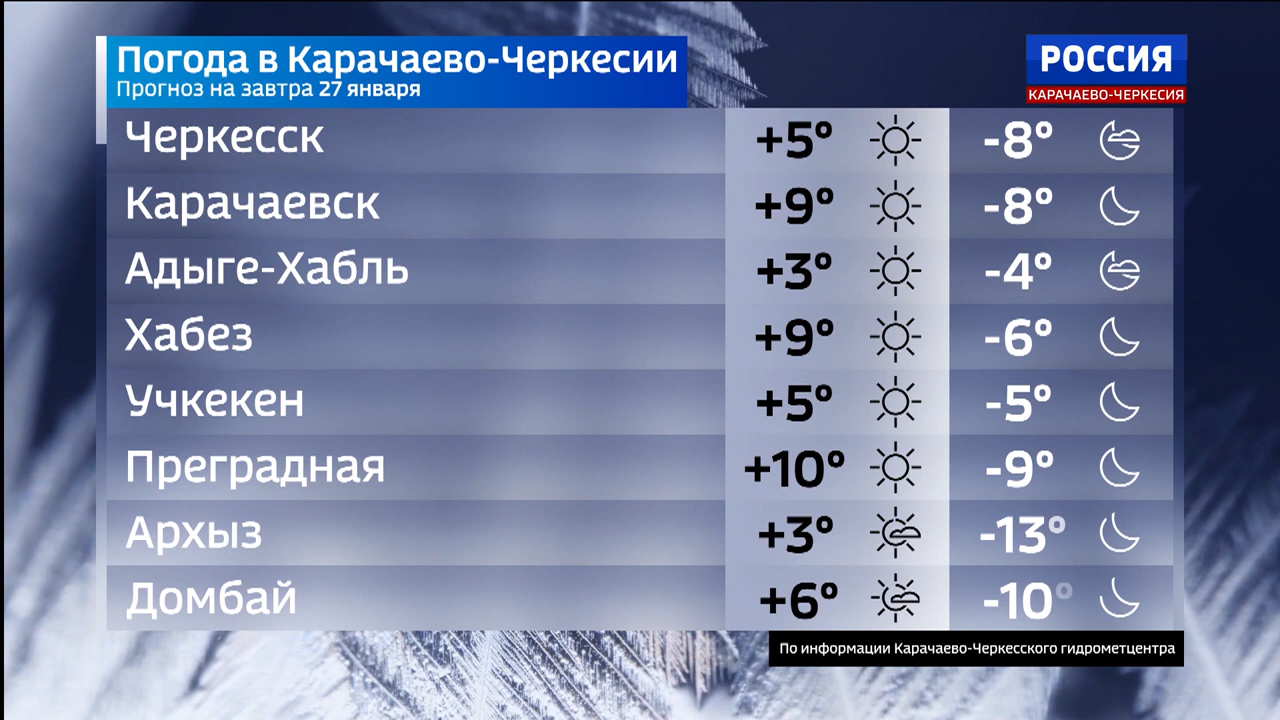 Погода в Карачаево-Черкесии
Прогноз на завтра 27 января
РОССИЯ
КАРАЧАЕВО-ЧЕРКЕСИЯ
Черкесск +5° -8°
Карачаевск +9° -8°
Адыге-Хабль +3° -4°
Хабез +9° -6°
Учкекен +5° -5°
Преградная +10° -9°
Архыз +3° -13°
Домбай +6° -10°
По информации Карачаево-Черкесского гидрометцентра